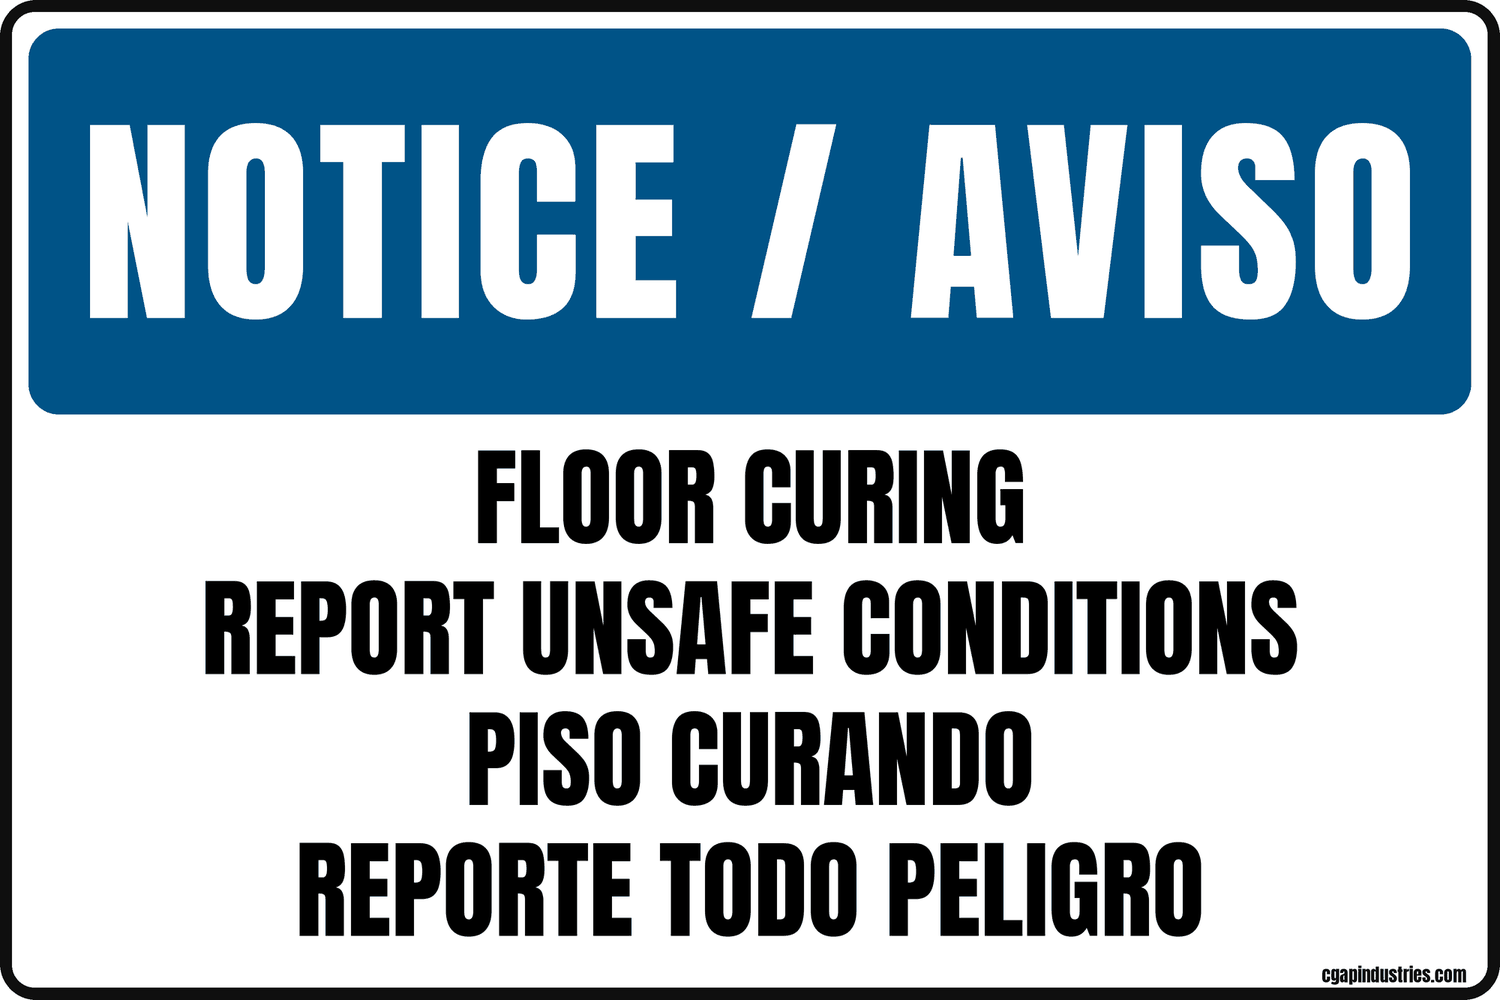 NOTICE / AVISO
FLOOR CURING
REPORT UNSAFE CONDITIONS
PISO CURANDO
REPORTE TODO PELIGRO
cgapindustries.com